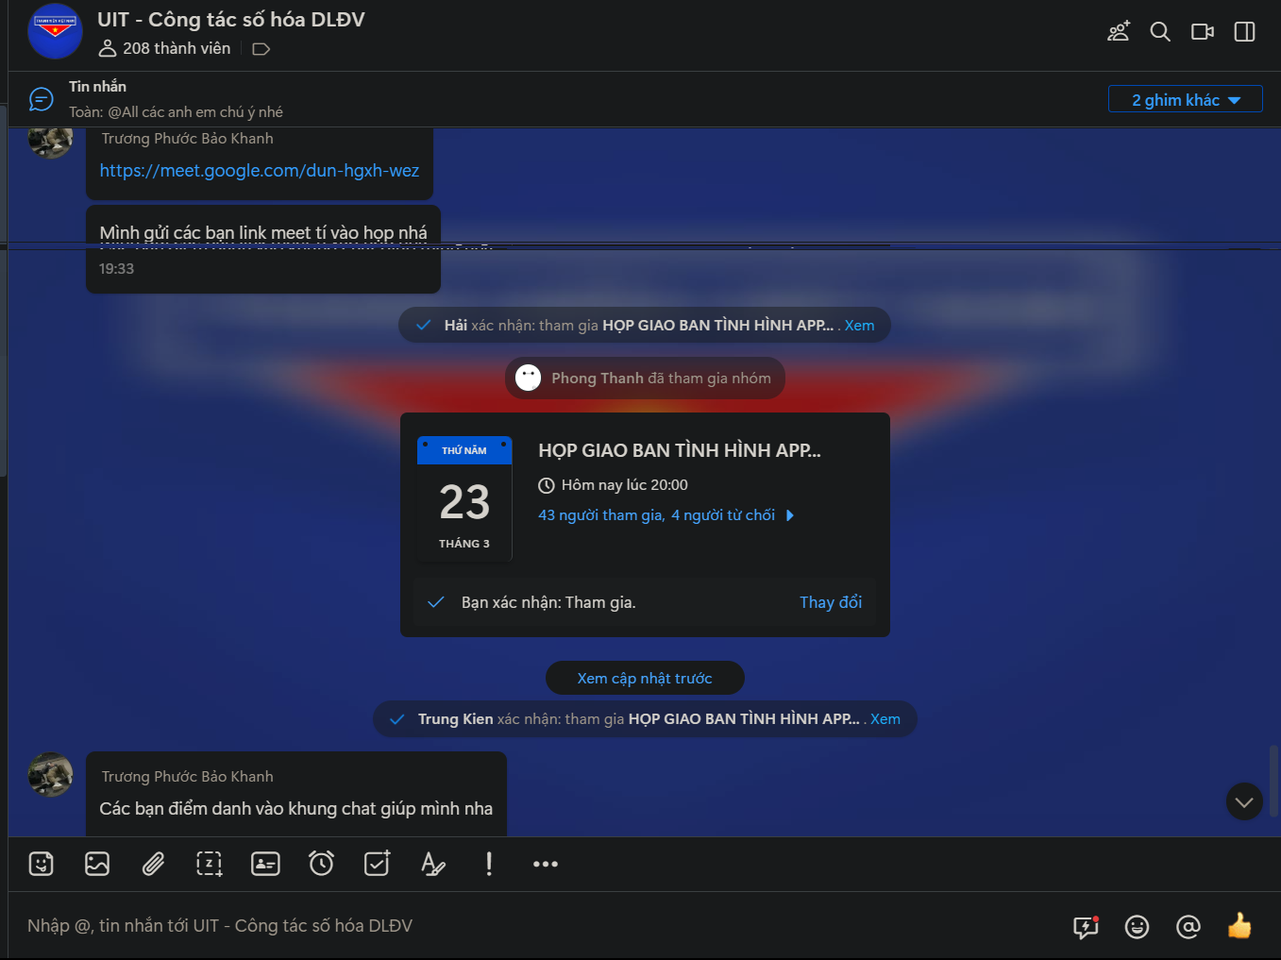 UIT - Công tác số hóa DLĐV
208 thành viên
Tin nhắn
Toàn: @All các anh em chú ý nhé
2 ghim khác
Trương Phước Bảo Khanh
https://meet.google.com/dun-hgxh-wez
Mình gửi các bạn link meet tí vào họp nhá
19:33
Hải xác nhận: tham gia HỌP GIAO BAN TÌNH HÌNH APP... . Xem
Phong Thanh đã tham gia nhóm
THỨ NĂM
23
THÁNG 3
HỌP GIAO BAN TÌNH HÌNH APP...
Hôm nay lúc 20:00
43 người tham gia, 4 người từ chối
Bạn xác nhận: Tham gia.
Thay đổi
Xem cập nhật trước
Trung Kien xác nhận: tham gia HỌP GIAO BAN TÌNH HÌNH APP... . Xem
Trương Phước Bảo Khanh
Các bạn điểm danh vào khung chat giúp mình nha
Nhập @, tin nhắn tới UIT - Công tác số hóa DLĐV